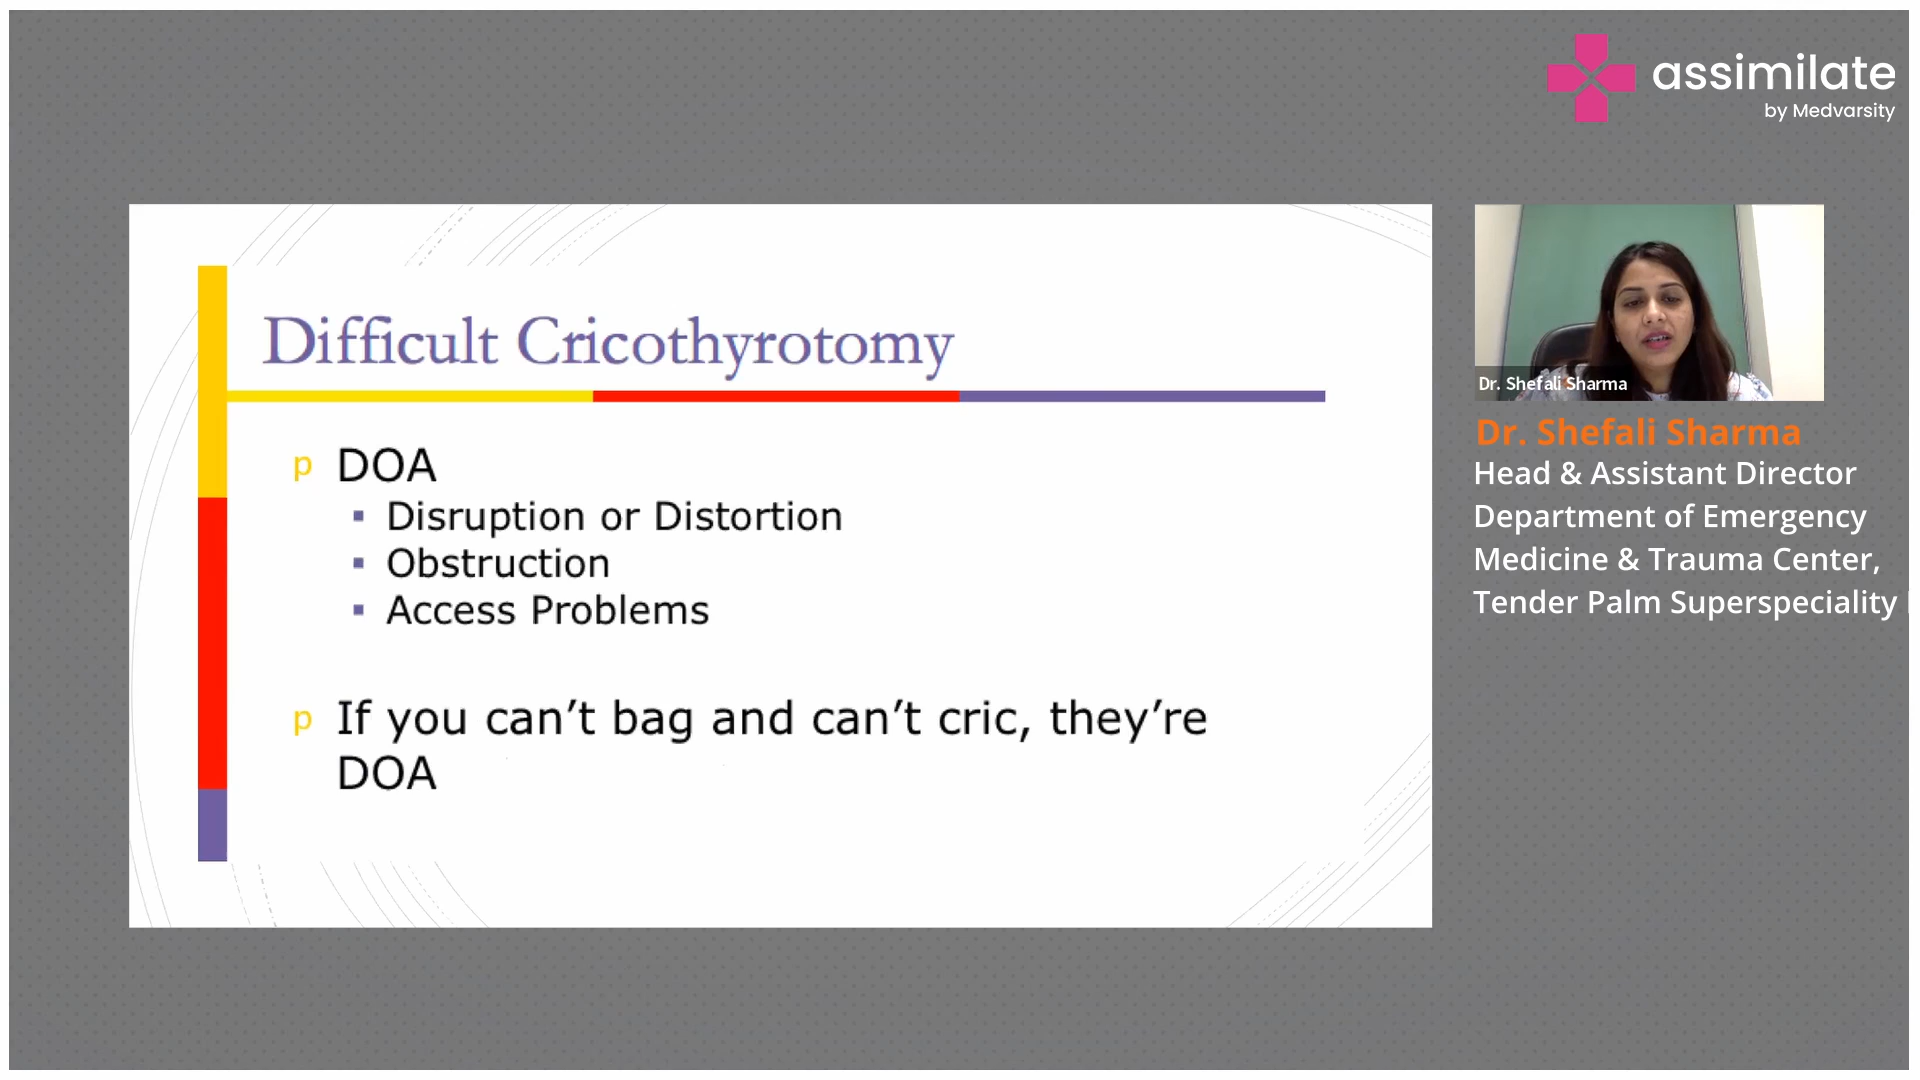 assimilate
by Medvarsity
Difficult Cricothyrotomy
p DOA
▪ Disruption or Distortion
▪ Obstruction
▪ Access Problems
p If you can’t bag and can’t cric, they’re
DOA
Dr. Shefali Sharma
Dr. Shefali Sharma
Head & Assistant Director
Department of Emergency
Medicine & Trauma Center,
Tender Palm Superspeciality